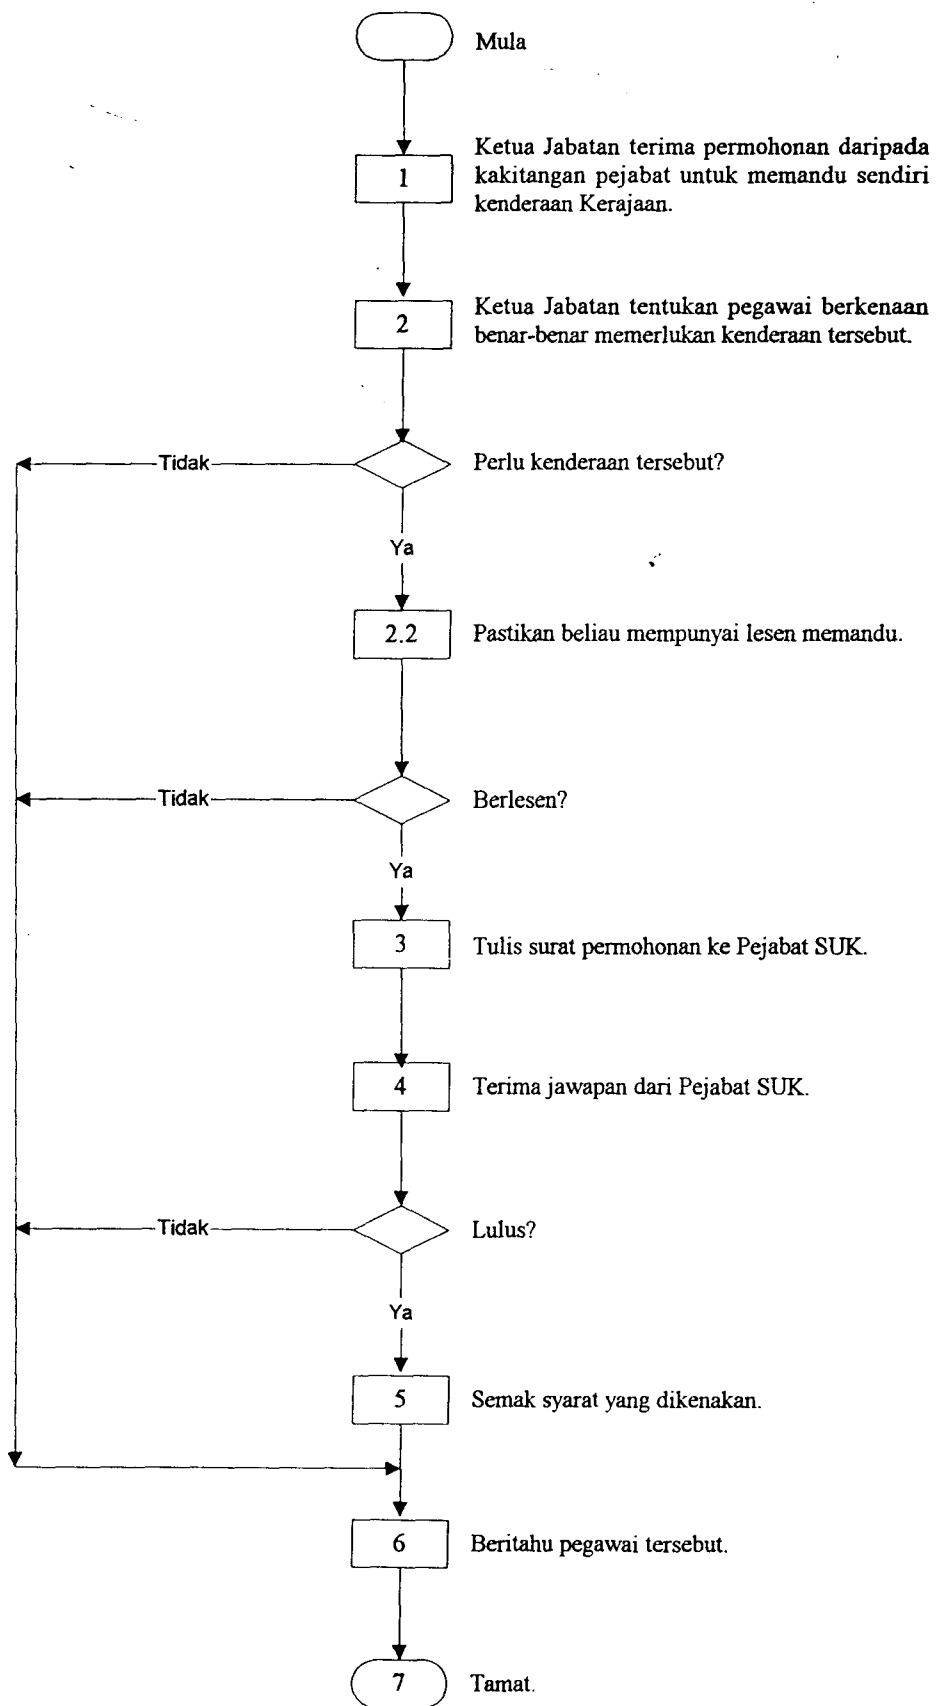 Mula
Ketua Jabatan terima permohonan daripada
1
kakitangan pejabat untuk memandu sendiri
kenderaan Kerajaan.
Ketua Jabatan tentukan pegawai berkenaan
2
benar-benar memerlukan kenderaan tersebut.
Tidak
Perlu kenderaan tersebut?
Ya
2.2
Pastikan beliau mempunyai lesen memandu.
Tidak
Berlesen?
Ya
3
Tulis surat permohonan ke Pejabat SUK.
4
Terima jawapan dari Pejabat SUK.
Tidak
Lulus?
Ya
5
Semak syarat yang dikenakan.
6
Beritahu pegawai tersebut.
7
Tamat.